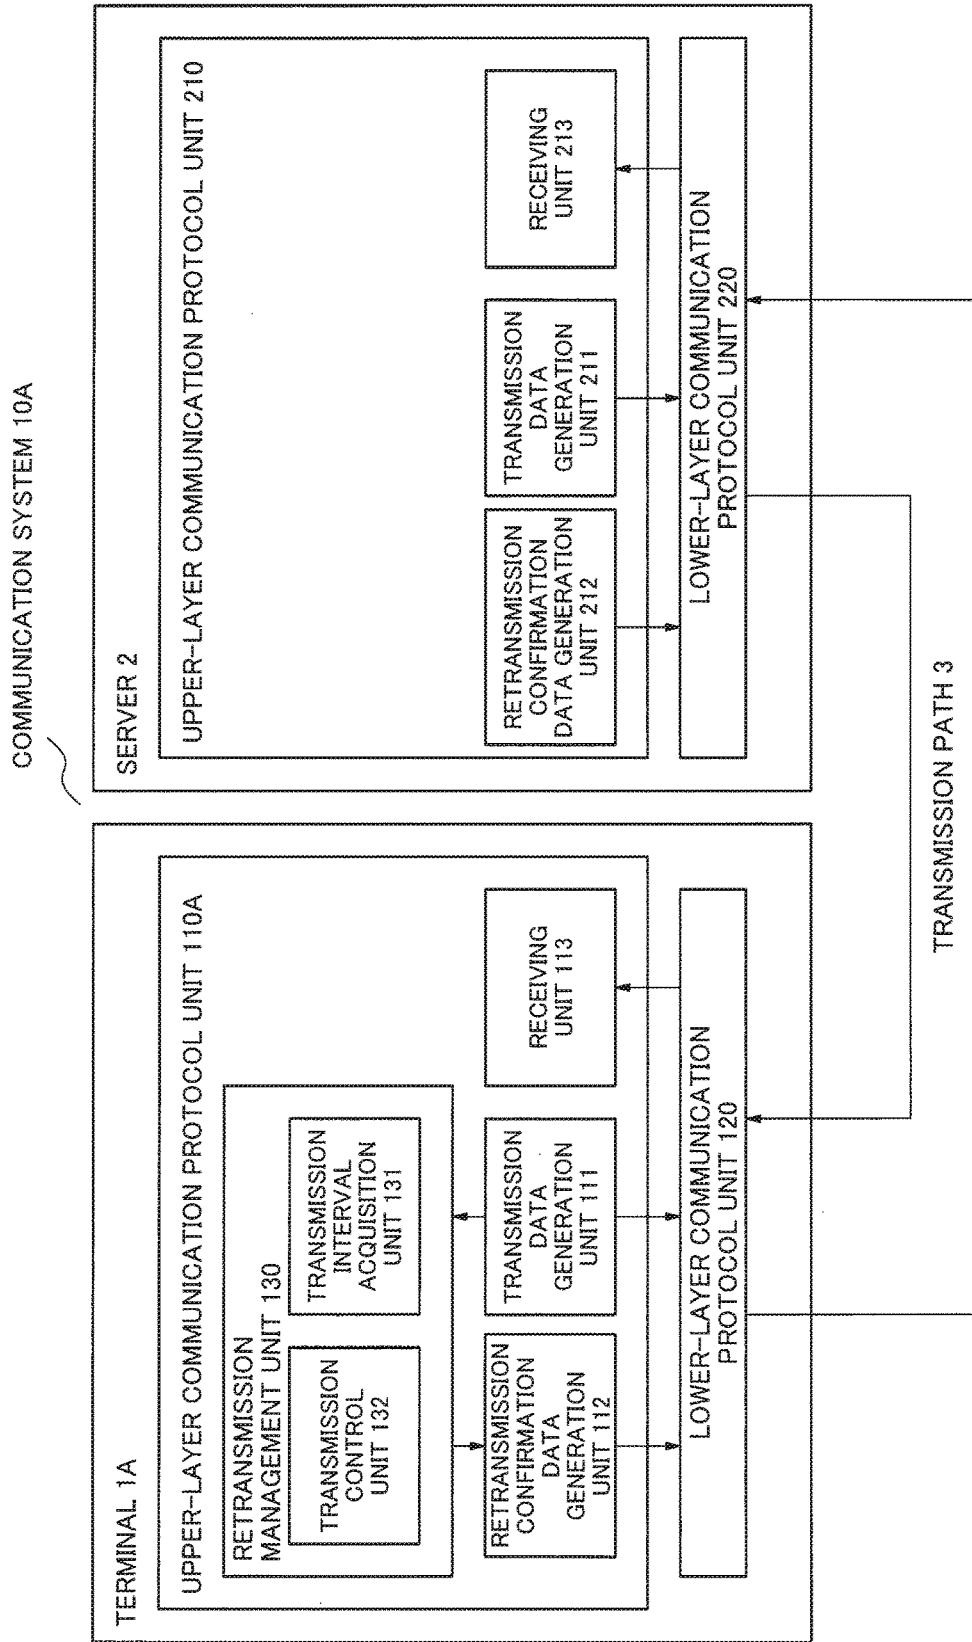 COMMUNICATION SYSTEM 10A
TERMINAL 1A
UPPER-LAYER COMMUNICATION PROTOCOL UNIT 110A
RETRANSMISSION
MANAGEMENT UNIT 130
TRANSMISSION
CONTROL
UNIT 132
TRANSMISSION
INTERVAL
ACQUISITION
UNIT 131
RETRANSMISSION
CONFIRMATION
DATA
GENERATION
UNIT 112
TRANSMISSION
DATA
GENERATION
UNIT 111
RECEIVING
UNIT 113
LOWER-LAYER COMMUNICATION
PROTOCOL UNIT 120
SERVER 2
UPPER-LAYER COMMUNICATION PROTOCOL UNIT 210
RETRANSMISSION
CONFIRMATION
DATA GENERATION
UNIT 212
TRANSMISSION
DATA
GENERATION
UNIT 211
RECEIVING
UNIT 213
LOWER-LAYER COMMUNICATION
PROTOCOL UNIT 220
TRANSMISSION PATH 3